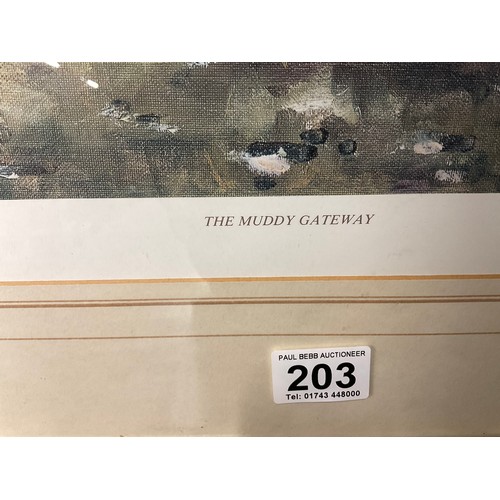 THE MUDDY GATEWAY
PAUL BEBB AUCTIONEER
203
Tel: 01743 448000